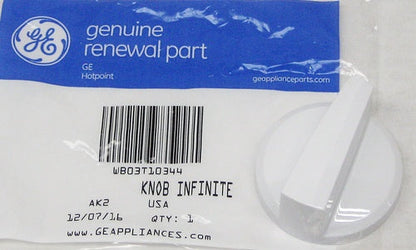 GE
genuine
renewal part
GE
Hotpoint
geapplianceparts.com
WB03T10344
KNOB INFINITE
AK2 USA
12/07/16 QTY: 1
WWW.GEAPPLIANCES.COM